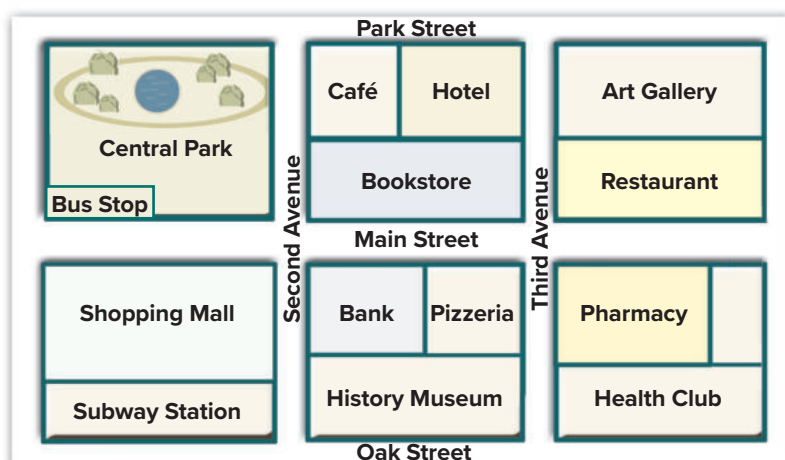 Park Street
Café
Hotel
Art Gallery
Central Park
Bookstore
Restaurant
Bus Stop
Second Avenue
Main Street
Third Avenue
Shopping Mall
Bank
Pizzeria
Pharmacy
Subway Station
History Museum
Health Club
Oak Street